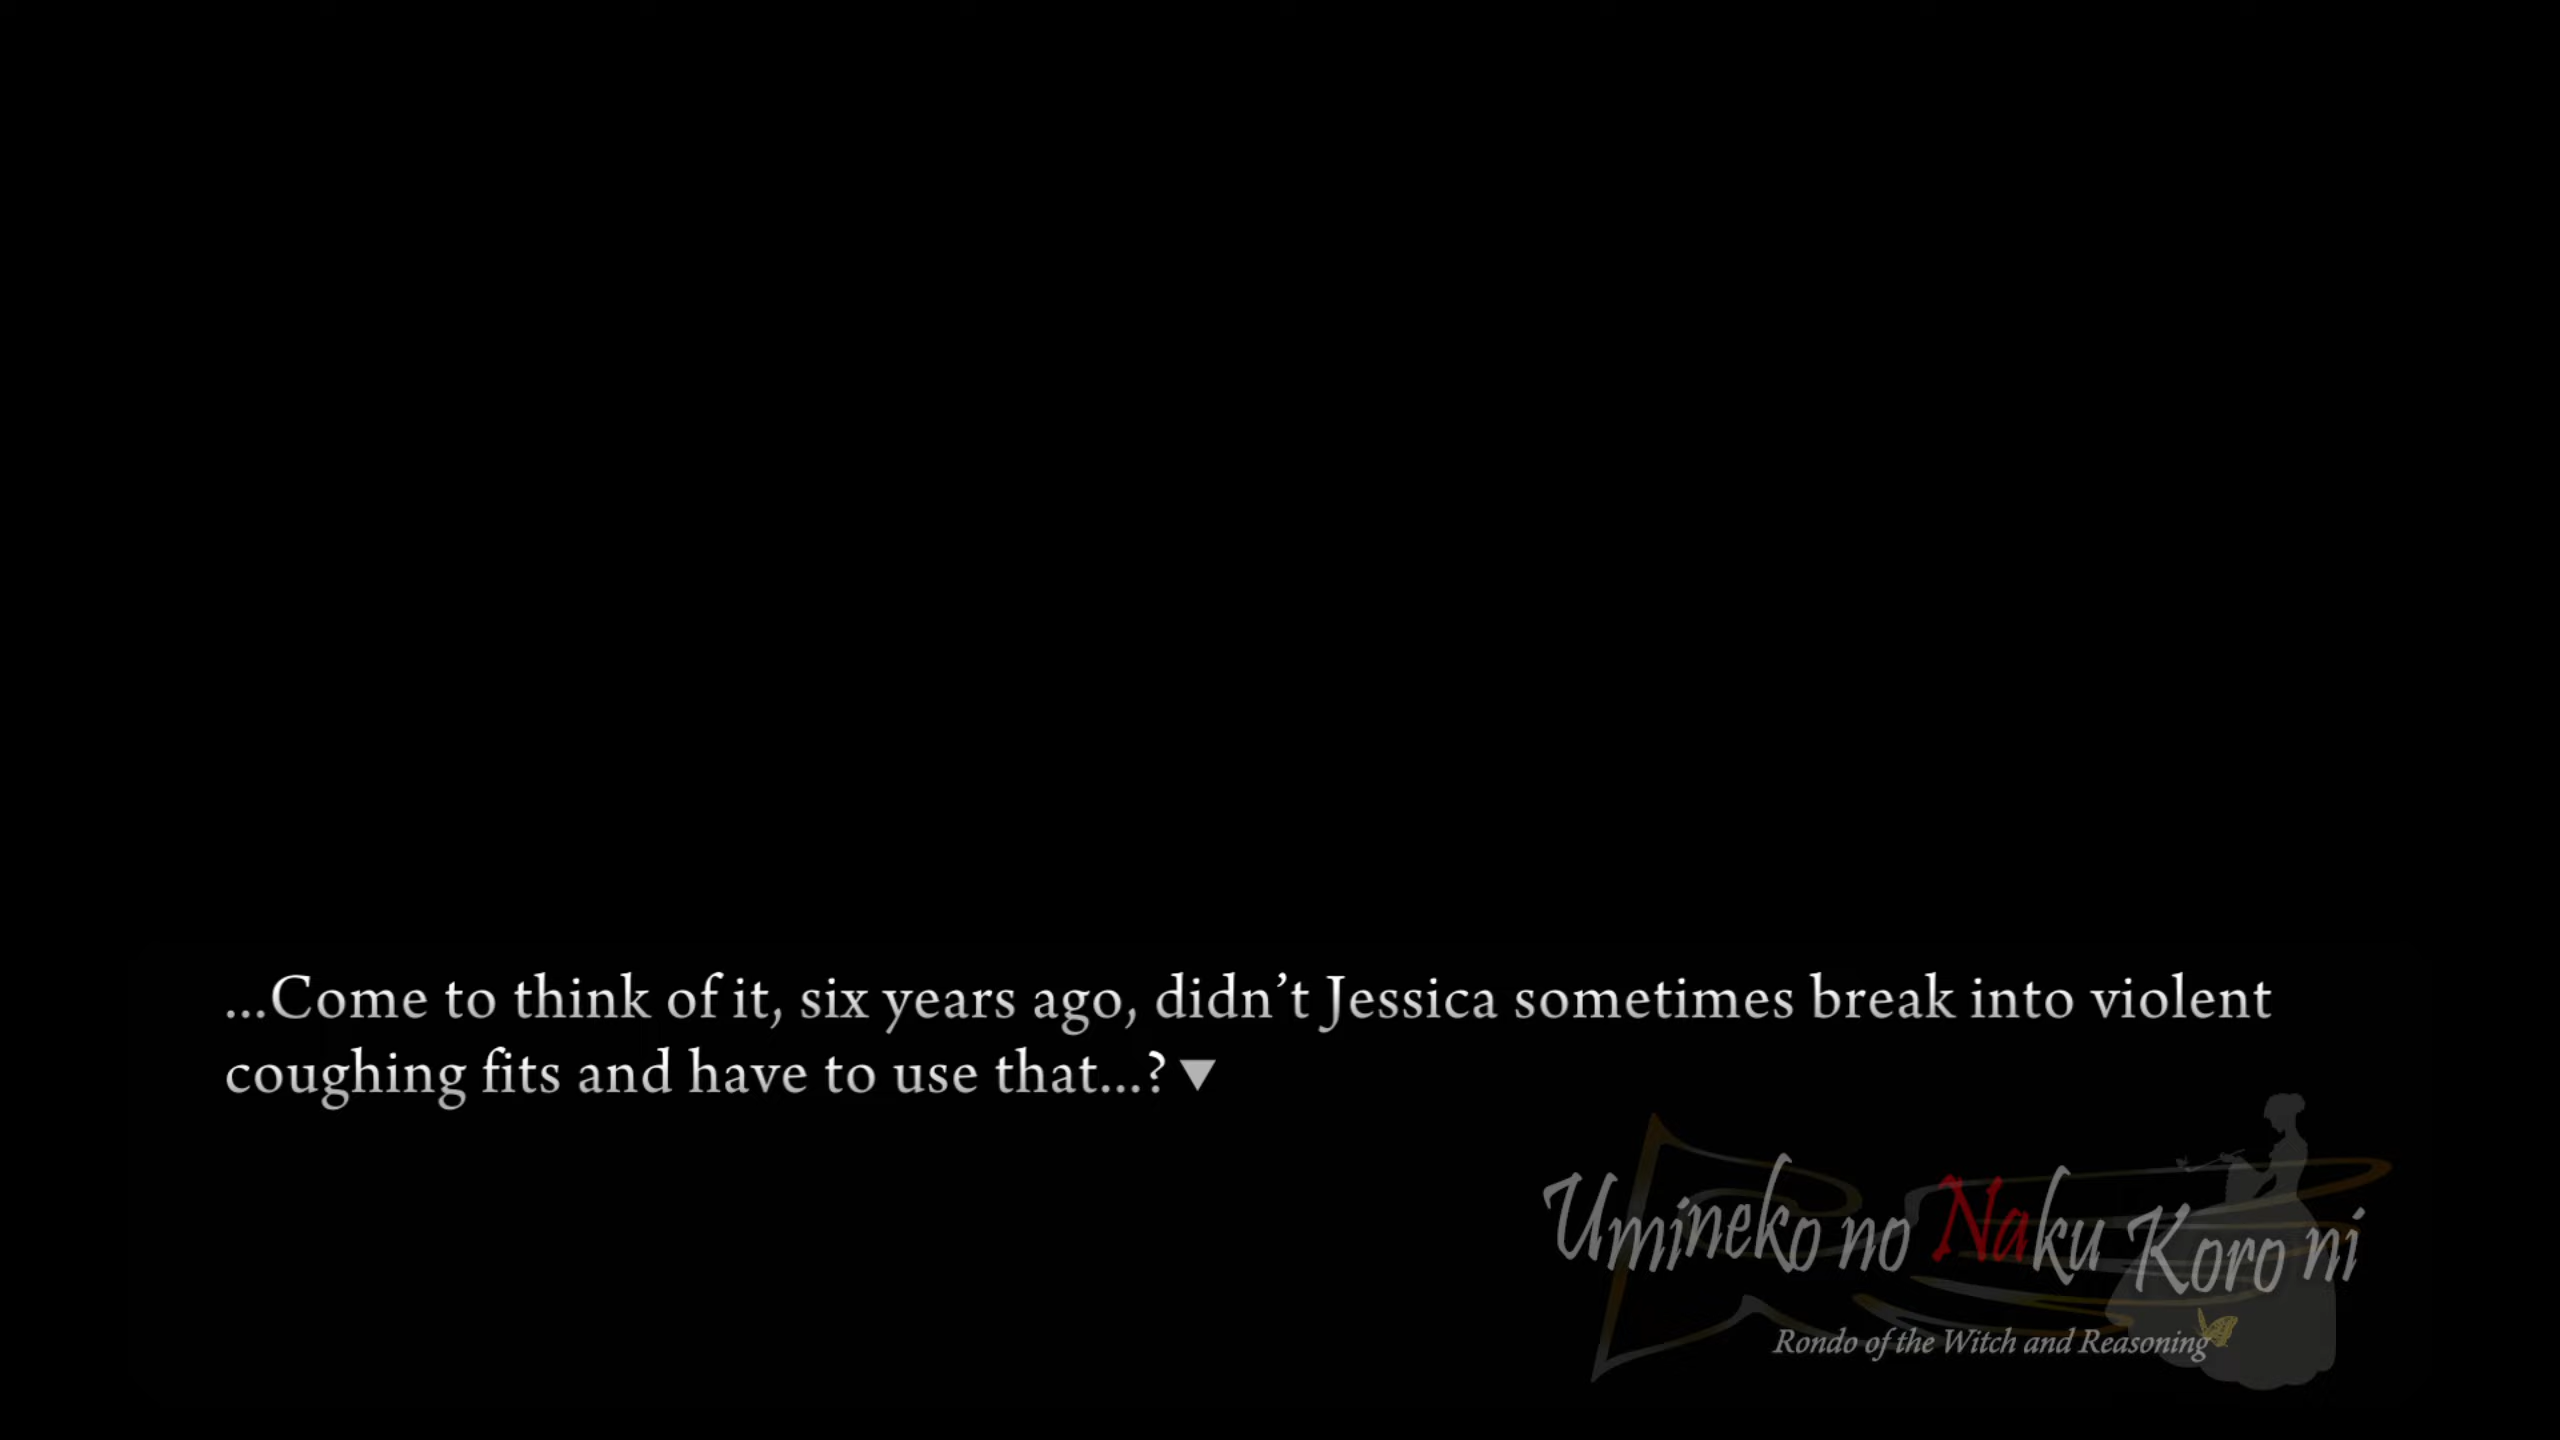 ...Come to think of it, six years ago, didn't Jessica sometimes break into violent
coughing fits and have to use that...?
Umineko no Naku Koro ni
Rondo of the Witch and Reasoning